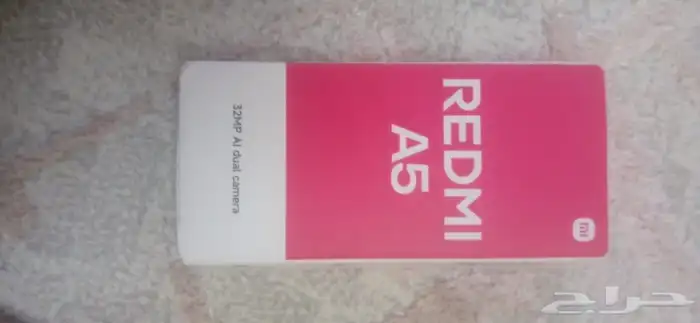 REDMI
A5
32MP AI dual camera
mi
حراج